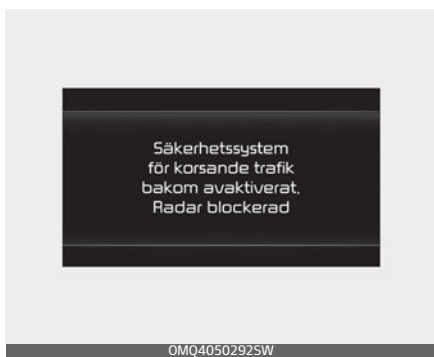 Säkerhetssystem
för korsande trafik
bakom avaktiverat,
Radar blockerad
OMQ4050292SW